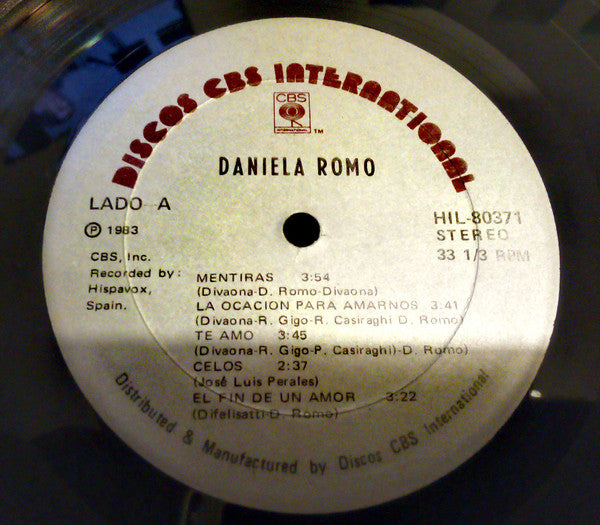 DISCOS CBS INTERNATIONAL
CBS
INTERNATIONAL
TM
DANIELA ROMO
LADO A
℗ 1983
CBS, Inc.
Recorded by:
Hispavox,
Spain.
HIL-80371
STEREO
33 1/3 RPM
MENTIRAS 3:54
(Divaona-D. Romo-Divaona)
LA OCACION PARA AMARNOS 3:41
(Divaona-R. Gigo-R. Casiraghi D. Romo)
TE AMO 3:45
(Divaona-R. Gigo-P. Casiraghi)-D. Romo)
CELOS 2:37
(José Luis Perales)
EL FIN DE UN AMOR 3:22
(Difelisatti-D. Romo)
Distributed & Manufactured by Discos CBS International